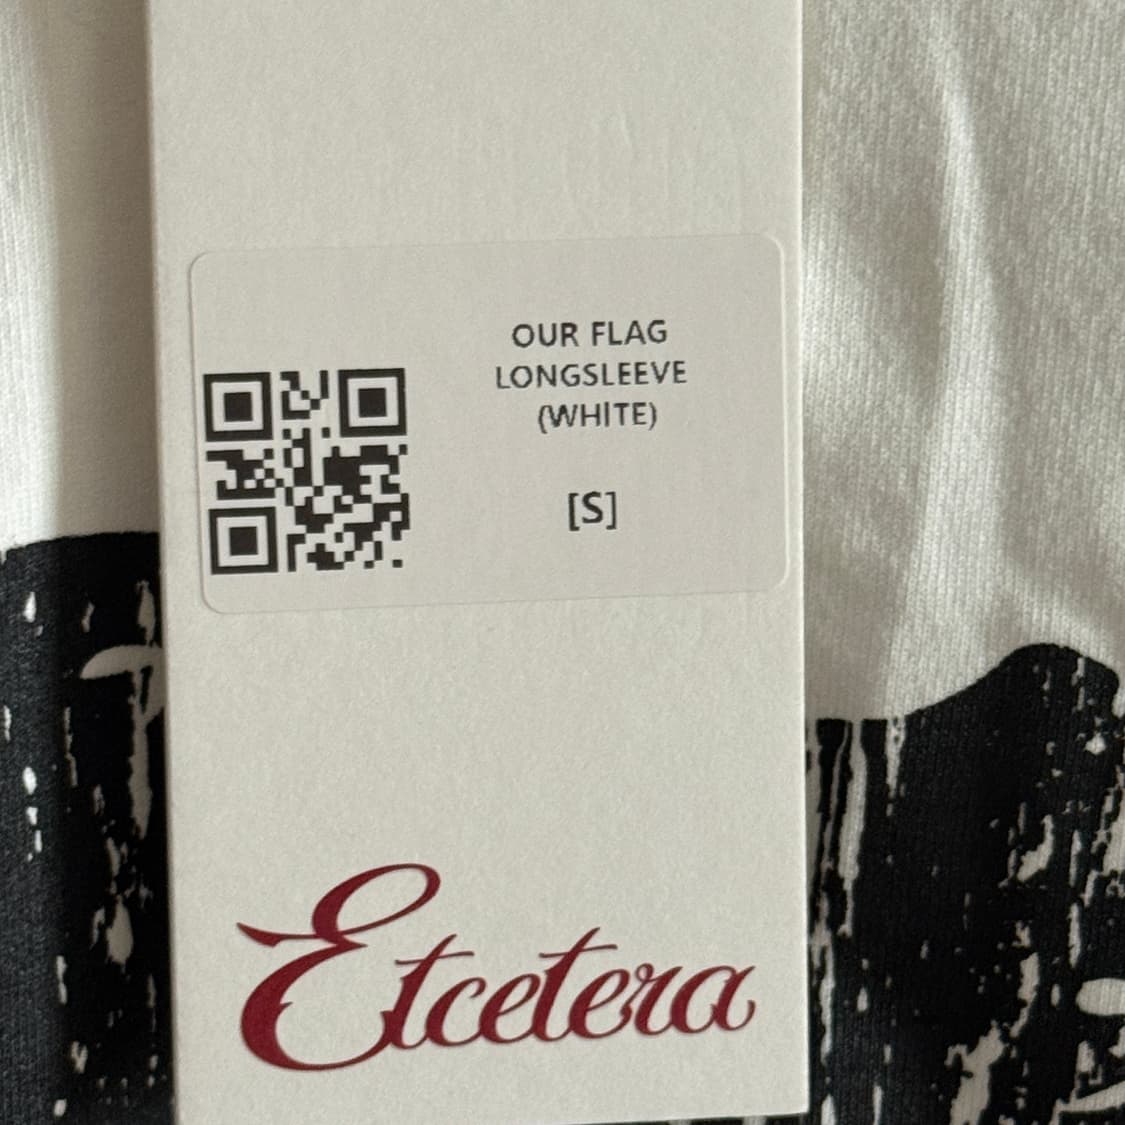 OUR FLAG
LONGSLEEVE
(WHITE)
[S]
Etcetera